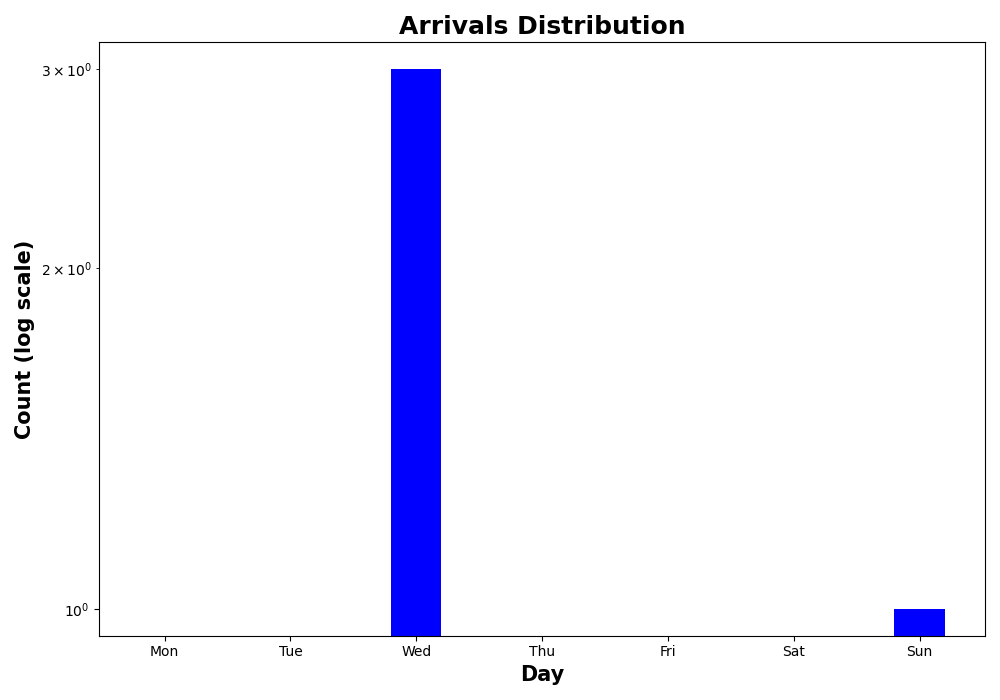 Arrivals Distribution
3 × 10⁰
2 × 10⁰
10⁰
Count (log scale)
Mon Tue Wed Thu Fri Sat Sun
Day